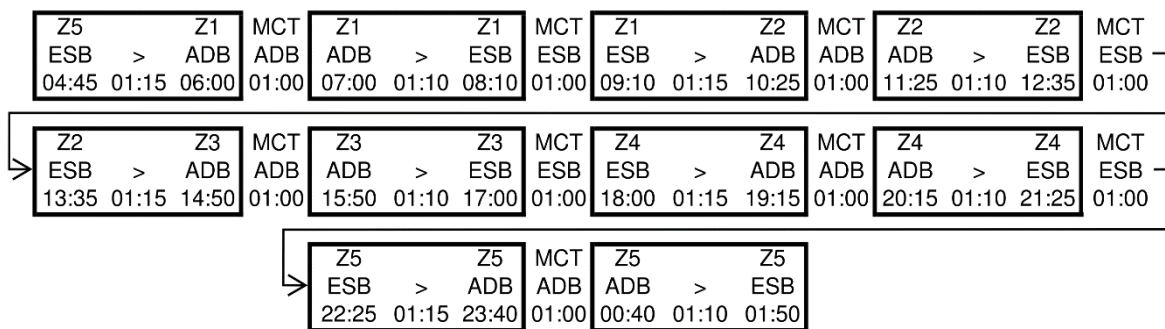 Z5 Z1 MCT Z1 Z1 MCT Z1 Z2 MCT Z2 Z2 MCT
ESB > ADB ADB ADB > ESB ESB ESB > ADB ADB ADB > ESB ESB
04:45 01:15 06:00 01:00 07:00 01:10 08:10 01:00 09:10 01:15 10:25 01:00 11:25 01:10 12:35 01:00
Z2 Z3 MCT Z3 Z3 MCT Z4 Z4 MCT Z4 Z4 MCT
ESB > ADB ADB ADB > ESB ESB ESB > ADB ADB ADB > ESB ESB
13:35 01:15 14:50 01:00 15:50 01:10 17:00 01:00 18:00 01:15 19:15 01:00 20:15 01:10 21:25 01:00
Z5 Z5 MCT Z5 Z5
ESB > ADB ADB ADB > ESB
22:25 01:15 23:40 01:00 00:40 01:10 01:50